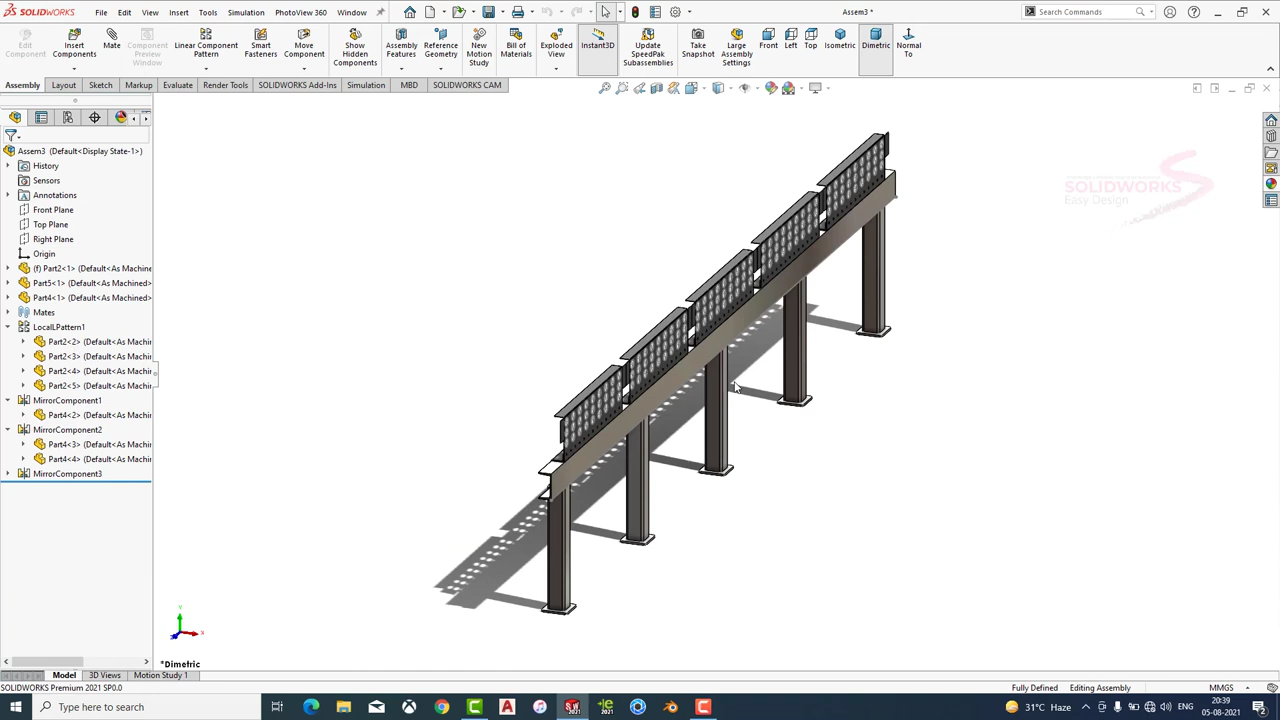 SOLIDWORKS
File Edit View Insert Tools Simulation PhotoView 360 Window
Assem3 *
Search Commands
Edit Component
Insert Components
Mate
Component Preview Window
Linear Component Pattern
Smart Fasteners
Move Component
Show Hidden Components
Assembly Features
Reference Geometry
New Motion Study
Bill of Materials
Exploded View
Instant3D
Update SpeedPak Subassemblies
Take Snapshot
Large Assembly Settings
Front
Left
Top
Isometric
Dimetric
Normal To
Assembly Layout Sketch Markup Evaluate Render Tools SOLIDWORKS Add-Ins Simulation MBD SOLIDWORKS CAM
Assem3 (Default<Display State-1>)
History
Sensors
Annotations
Front Plane
Top Plane
Right Plane
Origin
(f) Part2<1> (Default<As Machine
Part5<1> (Default<As Machined>
Part4<1> (Default<As Machined>
Mates
LocalLPattern1
Part2<2> (Default<As Machi
Part2<3> (Default<As Machi
Part2<4> (Default<As Machi
Part2<5> (Default<As Machi
MirrorComponent1
Part4<2> (Default<As Machi
MirrorComponent2
Part4<3> (Default<As Machi
Part4<4> (Default<As Machi
MirrorComponent3
SOLIDWORKS
Easy Design
Y
X
*Dimetric
Model 3D Views Motion Study 1
SOLIDWORKS Premium 2021 SP0.0
Fully Defined Editing Assembly MMGS
Type here to search
31°C Haze
ENG
20:39
05-08-2021